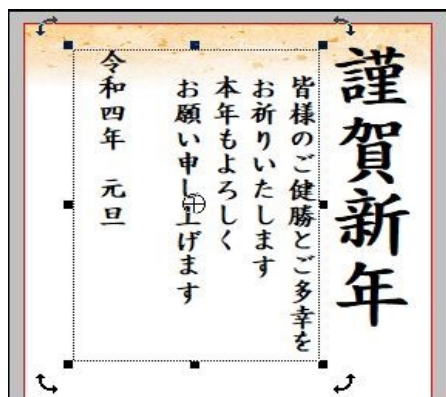 謹賀新年
皆様のご健勝とご多幸を
お祈りいたします
本年もよろしく
お願い申し上げます
令和四年　元旦